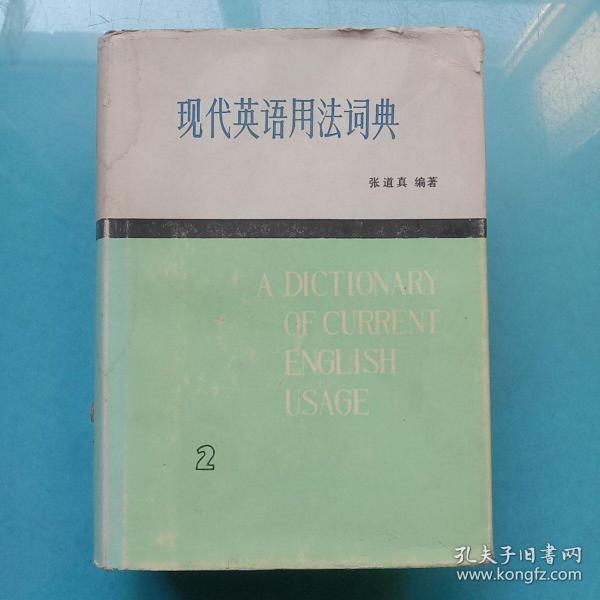 现代英语用法词典
张道真 编著
A DICTIONARY
OF CURRENT
ENGLISH
USAGE
2
孔夫子旧书网
www.kongfz.com